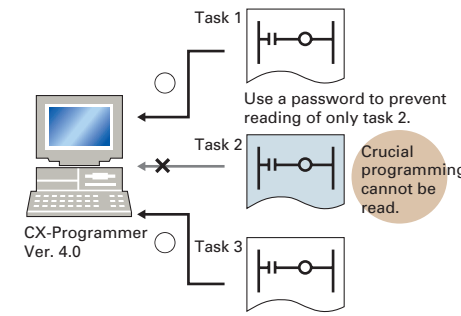 Task 1
Use a password to prevent
reading of only task 2.
Task 2
Crucial
programming
cannot be
read.
CX-Programmer
Ver. 4.0
Task 3